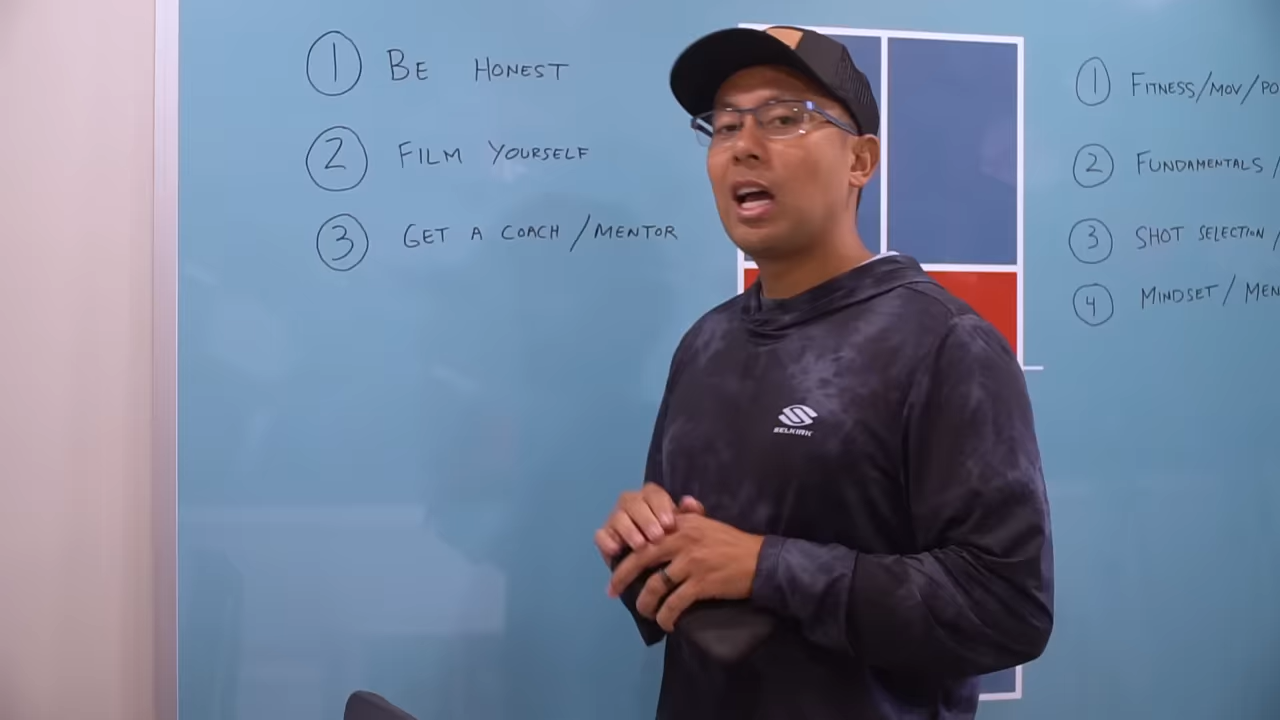 1 BE HONEST
2 FILM YOURSELF
3 GET A COACH/MENTOR
1 FITNESS/MOV/PO
2 FUNDAMENTALS/
3 SHOT SELECTION/
4 MINDSET/MEN
SELKIRK